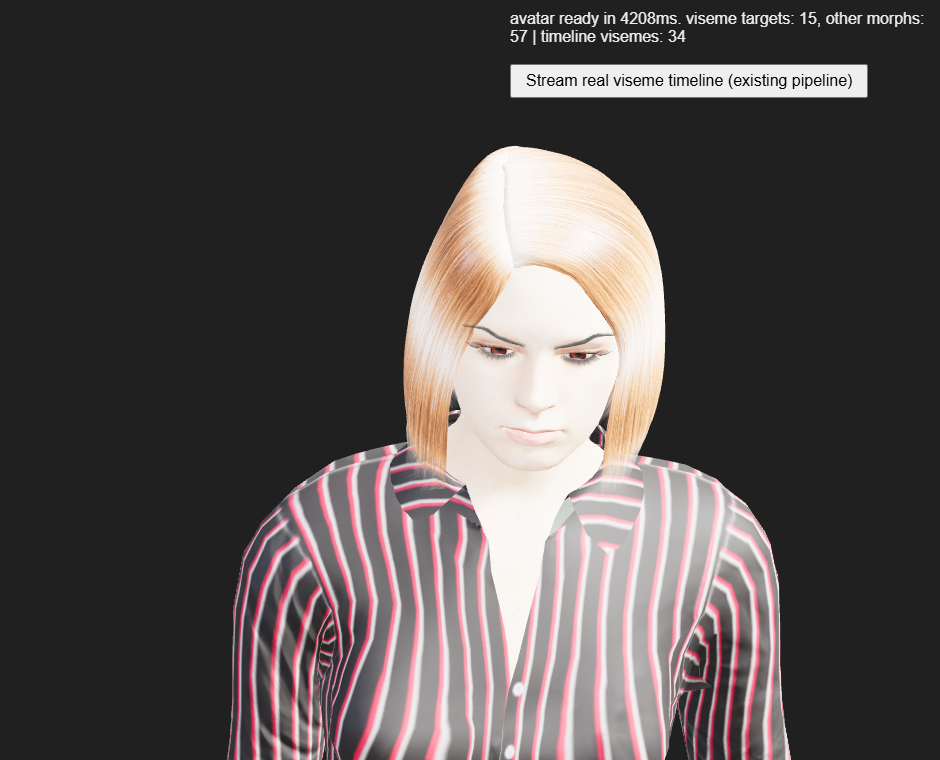 avatar ready in 4208ms. viseme targets: 15, other morphs:
57 | timeline visemes: 34
Stream real viseme timeline (existing pipeline)